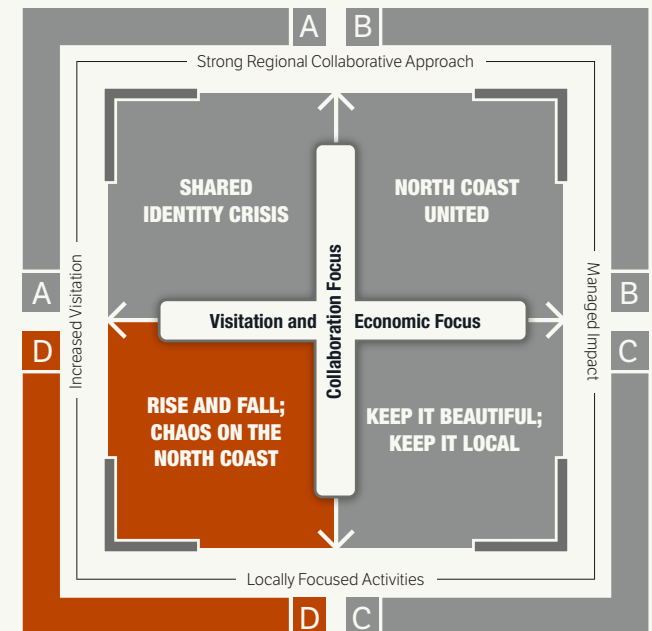 A B
Strong Regional Collaborative Approach
SHARED
IDENTITY CRISIS
NORTH COAST
UNITED
Increased Visitation
Managed Impact
Collaboration Focus
A
B
Visitation and Economic Focus
D
C
RISE AND FALL;
CHAOS ON THE
NORTH COAST
KEEP IT BEAUTIFUL;
KEEP IT LOCAL
Locally Focused Activities
D C